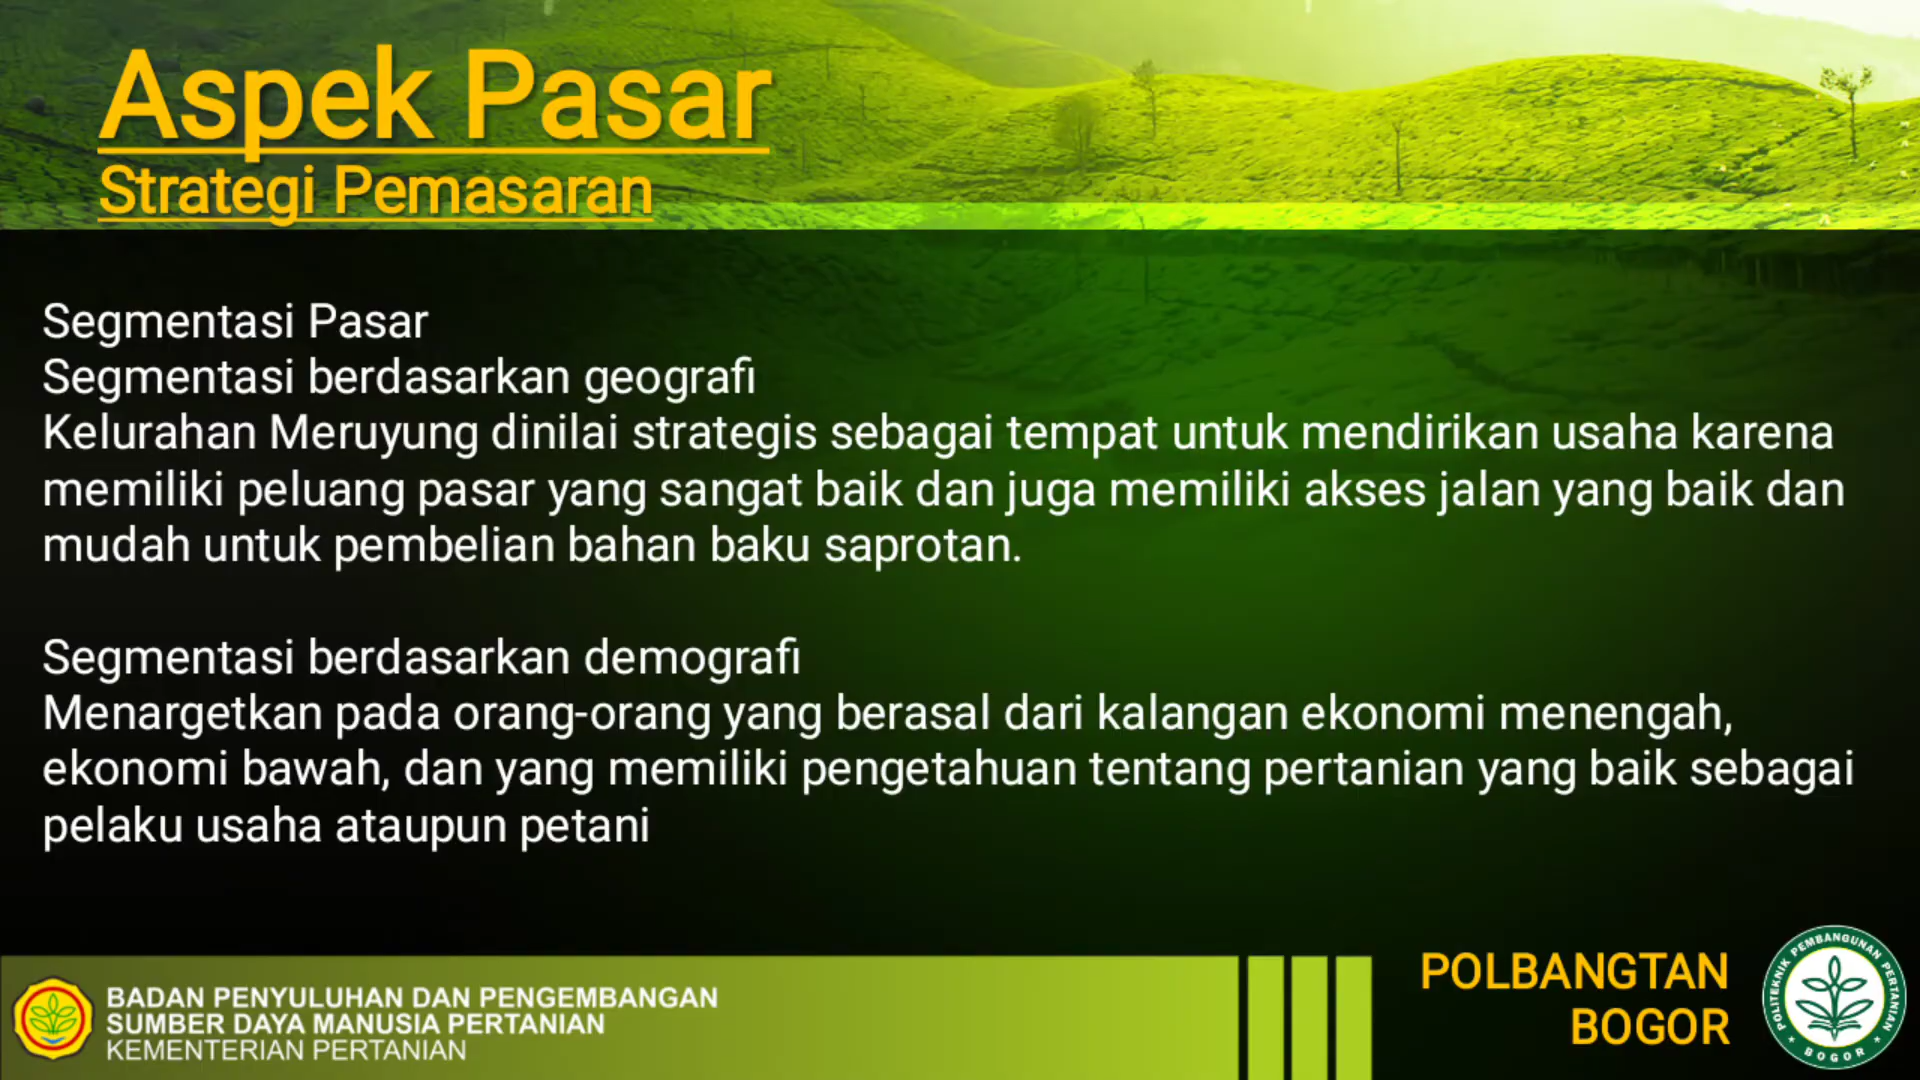 Aspek Pasar
Strategi Pemasaran
Segmentasi Pasar
Segmentasi berdasarkan geografi
Kelurahan Meruyung dinilai strategis sebagai tempat untuk mendirikan usaha karena
memiliki peluang pasar yang sangat baik dan juga memiliki akses jalan yang baik dan
mudah untuk pembelian bahan baku saprotan.
Segmentasi berdasarkan demografi
Menargetkan pada orang-orang yang berasal dari kalangan ekonomi menengah,
ekonomi bawah, dan yang memiliki pengetahuan tentang pertanian yang baik sebagai
pelaku usaha ataupun petani
BADAN PENYULUHAN DAN PENGEMBANGAN
SUMBER DAYA MANUSIA PERTANIAN
KEMENTERIAN PERTANIAN
POLBANGTAN
BOGOR
POLITEKNIK PEMBANGUNAN PERTANIAN
BOGOR